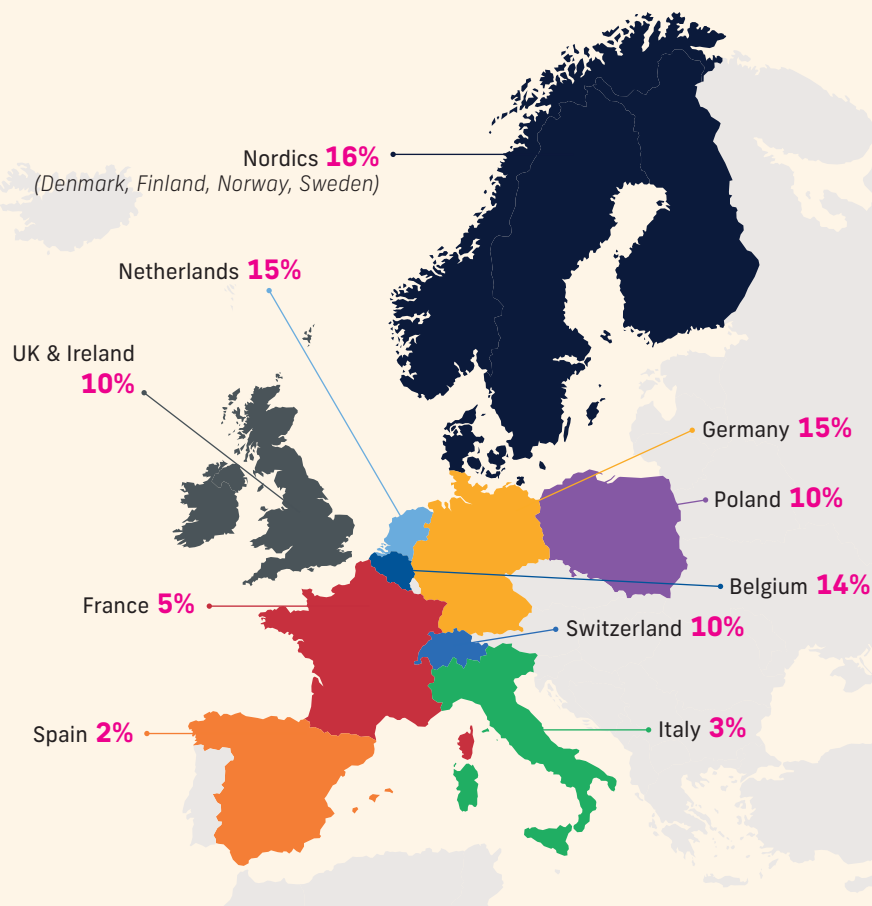 Nordics 16%
(Denmark, Finland, Norway, Sweden)
Netherlands 15%
UK & Ireland
10%
Germany 15%
Poland 10%
Belgium 14%
France 5%
Switzerland 10%
Spain 2%
Italy 3%